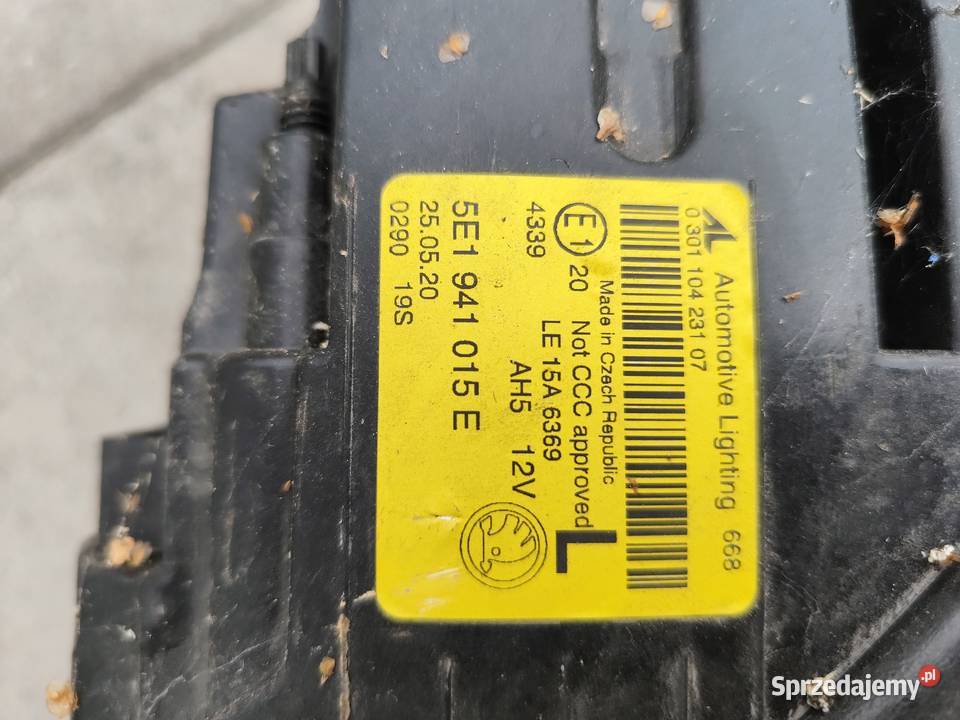 Automotive Lighting 668
0 301 104 231 07
Made in Czech Republic
E1 20 Not CCC approved L
4339 LE 15A 6369
AH5 12V
5E1 941 015 E
25.05.20
0290 19S
Sprzedajemy.pl